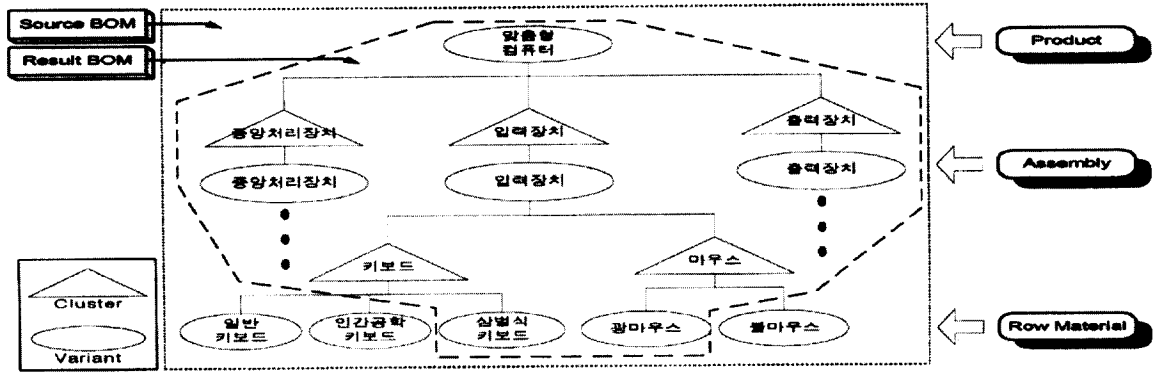 Source BOM
Result BOM
맞춤형
컴퓨터
Product
중앙처리장치
입력장치
출력장치
중앙처리장치
입력장치
출력장치
Assembly
키보드
마우스
Cluster
Variant
일반
키보드
인간공학
키보드
삼벌식
키보드
광마우스
볼마우스
Row Material